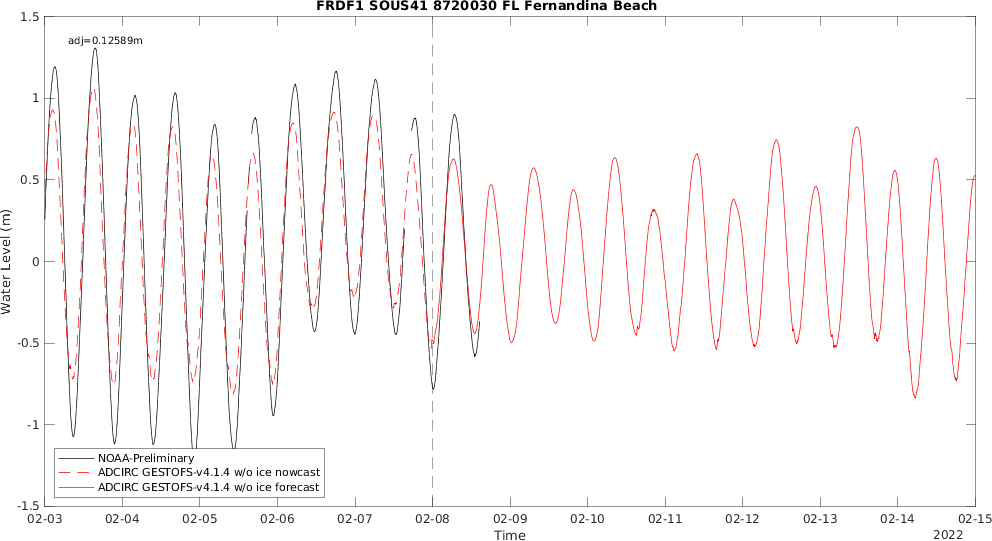 FRDF1 SOUS41 8720030 FL Fernandina Beach
adj=0.12589m
1.5
1
0.5
0
-0.5
-1
-1.5
Water Level (m)
NOAA-Preliminary
ADCIRC GESTOFS-v4.1.4 w/o ice nowcast
ADCIRC GESTOFS-v4.1.4 w/o ice forecast
02-03 02-04 02-05 02-06 02-07 02-08 02-09 02-10 02-11 02-12 02-13 02-14 02-15
Time
2022